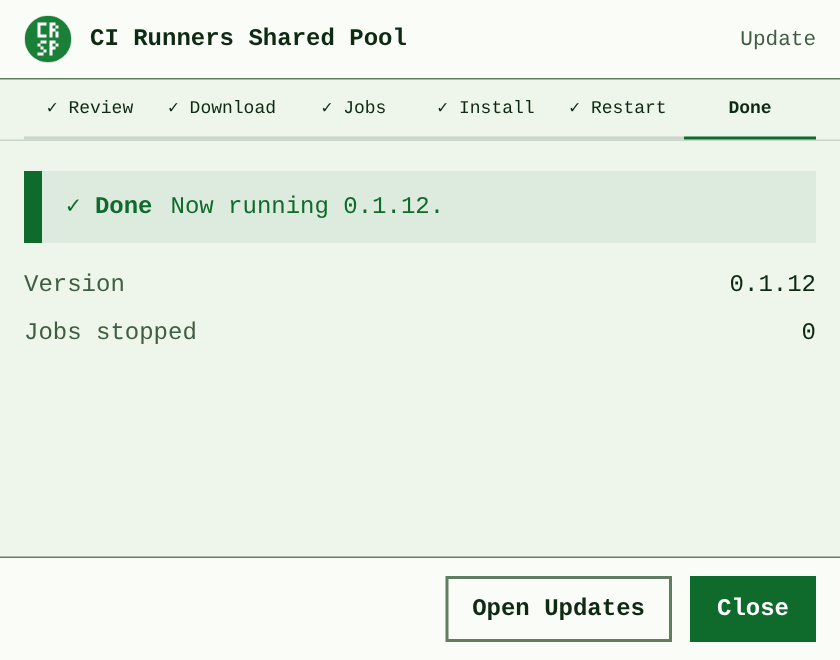 CR
SP
CI Runners Shared Pool
Update
✓ Review
✓ Download
✓ Jobs
✓ Install
✓ Restart
Done
✓ Done Now running 0.1.12.
Version 0.1.12
Jobs stopped 0
Open Updates
Close